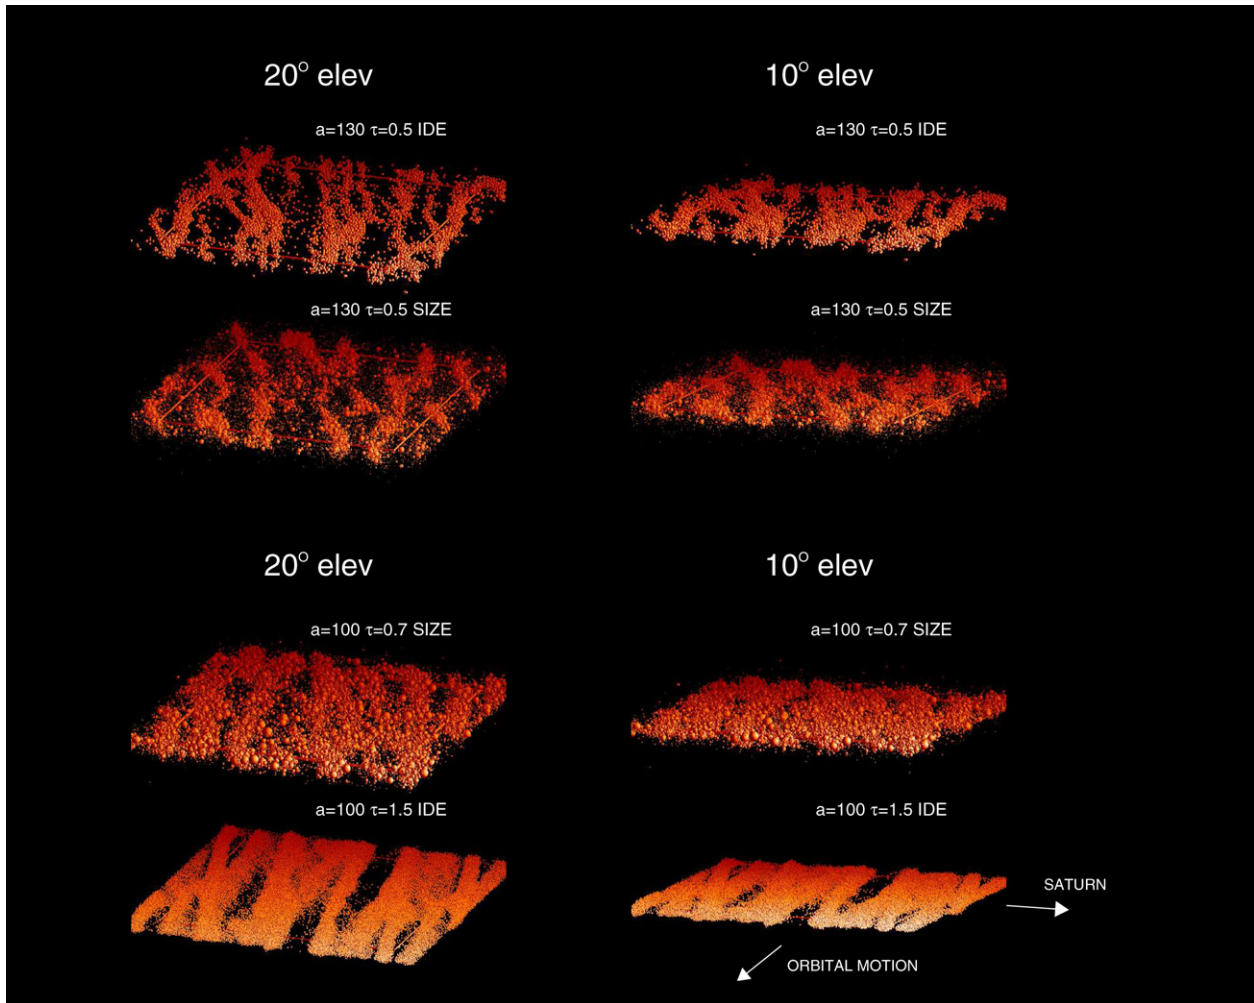 20° elev
10° elev
a=130 τ=0.5 IDE
a=130 τ=0.5 IDE
a=130 τ=0.5 SIZE
a=130 τ=0.5 SIZE
20° elev
10° elev
a=100 τ=0.7 SIZE
a=100 τ=0.7 SIZE
a=100 τ=1.5 IDE
a=100 τ=1.5 IDE
SATURN
ORBITAL MOTION